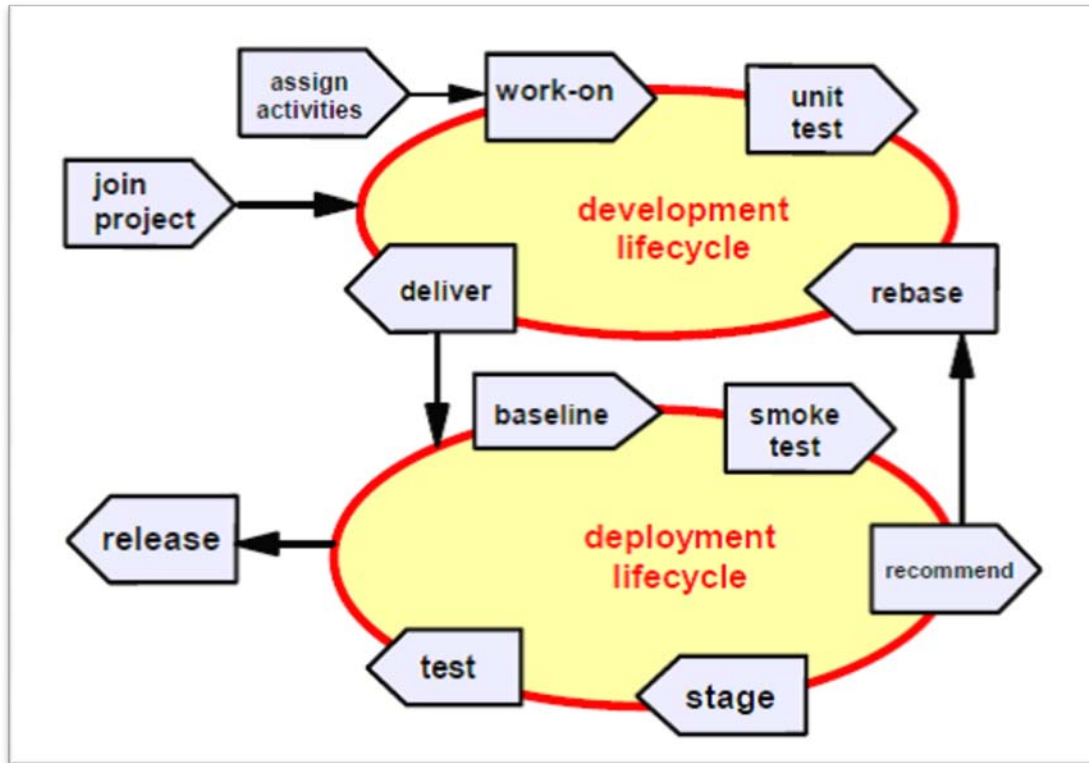 assign
activities
work-on
unit
test
join
project
development
lifecycle
deliver
rebase
baseline
smoke
test
release
deployment
lifecycle
recommend
test
stage